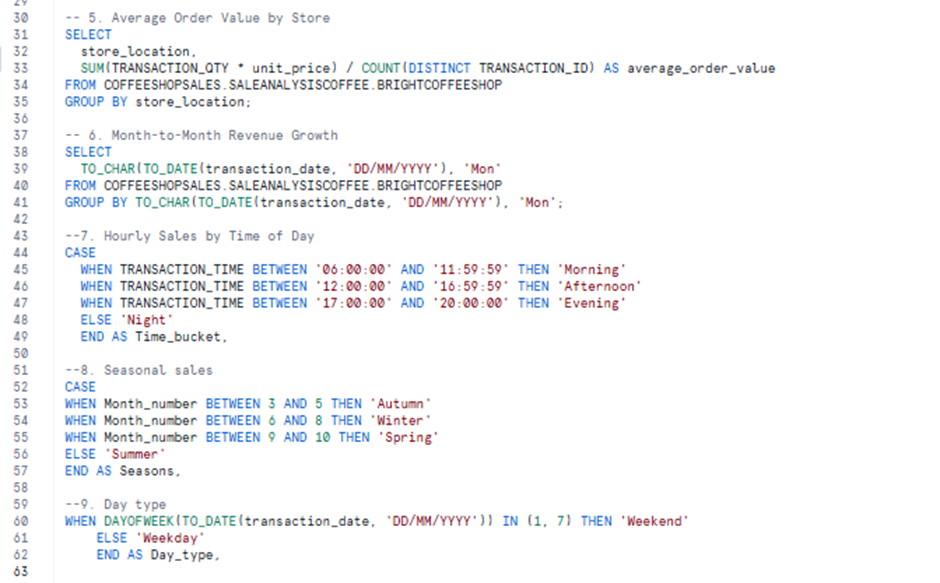 30 -- 5. Average Order Value by Store
31 SELECT
32 store_location,
33 SUM(TRANSACTION_QTY * unit_price) / COUNT(DISTINCT TRANSACTION_ID) AS average_order_value
34 FROM COFFEESHOPSALES.SALEANALYSISCOFFEE.BRIGHTCOFFEESHOP
35 GROUP BY store_location;
36
37 -- 6. Month-to-Month Revenue Growth
38 SELECT
39 TO_CHAR(TO_DATE(transaction_date, 'DD/MM/YYYY'), 'Mon'
40 FROM COFFEESHOPSALES.SALEANALYSISCOFFEE.BRIGHTCOFFEESHOP
41 GROUP BY TO_CHAR(TO_DATE(transaction_date, 'DD/MM/YYYY'), 'Mon';
42
43 --7. Hourly Sales by Time of Day
44 CASE
45 WHEN TRANSACTION_TIME BETWEEN '06:00:00' AND '11:59:59' THEN 'Morning'
46 WHEN TRANSACTION_TIME BETWEEN '12:00:00' AND '16:59:59' THEN 'Afternoon'
47 WHEN TRANSACTION_TIME BETWEEN '17:00:00' AND '20:00:00' THEN 'Evening'
48 ELSE 'Night'
49 END AS Time_bucket,
50
51 --8. Seasonal sales
52 CASE
53 WHEN Month_number BETWEEN 3 AND 5 THEN 'Autumn'
54 WHEN Month_number BETWEEN 6 AND 8 THEN 'Winter'
55 WHEN Month_number BETWEEN 9 AND 10 THEN 'Spring'
56 ELSE 'Summer'
57 END AS Seasons,
58
59 --9. Day type
60 WHEN DAYOFWEEK(TO_DATE(transaction_date, 'DD/MM/YYYY')) IN (1, 7) THEN 'Weekend'
61 ELSE 'Weekday'
62 END AS Day_type,
63